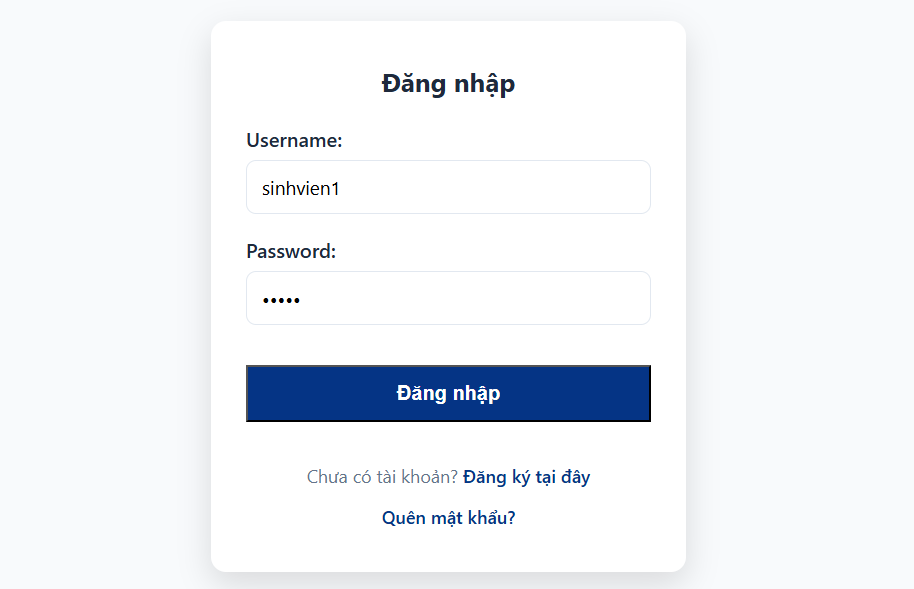 Đăng nhập
Username:
sinhvien1
Password:
•••••
Đăng nhập
Chưa có tài khoản? Đăng ký tại đây
Quên mật khẩu?